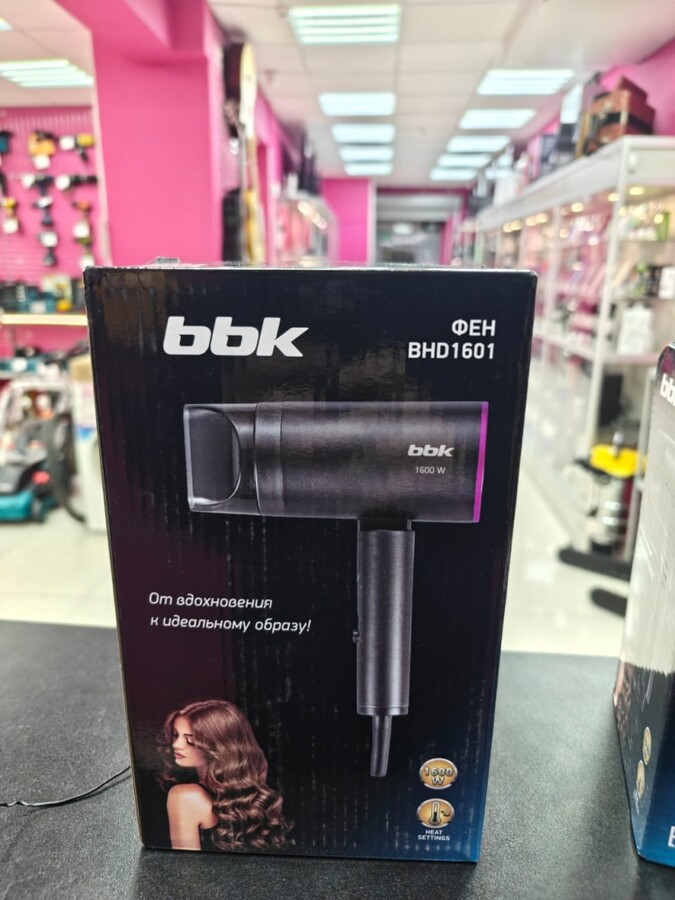 bbk
ФЕН
BHD1601
bbk
1600 W
От вдохновения
к идеальному образу!
1600
W
HEAT
SETTINGS